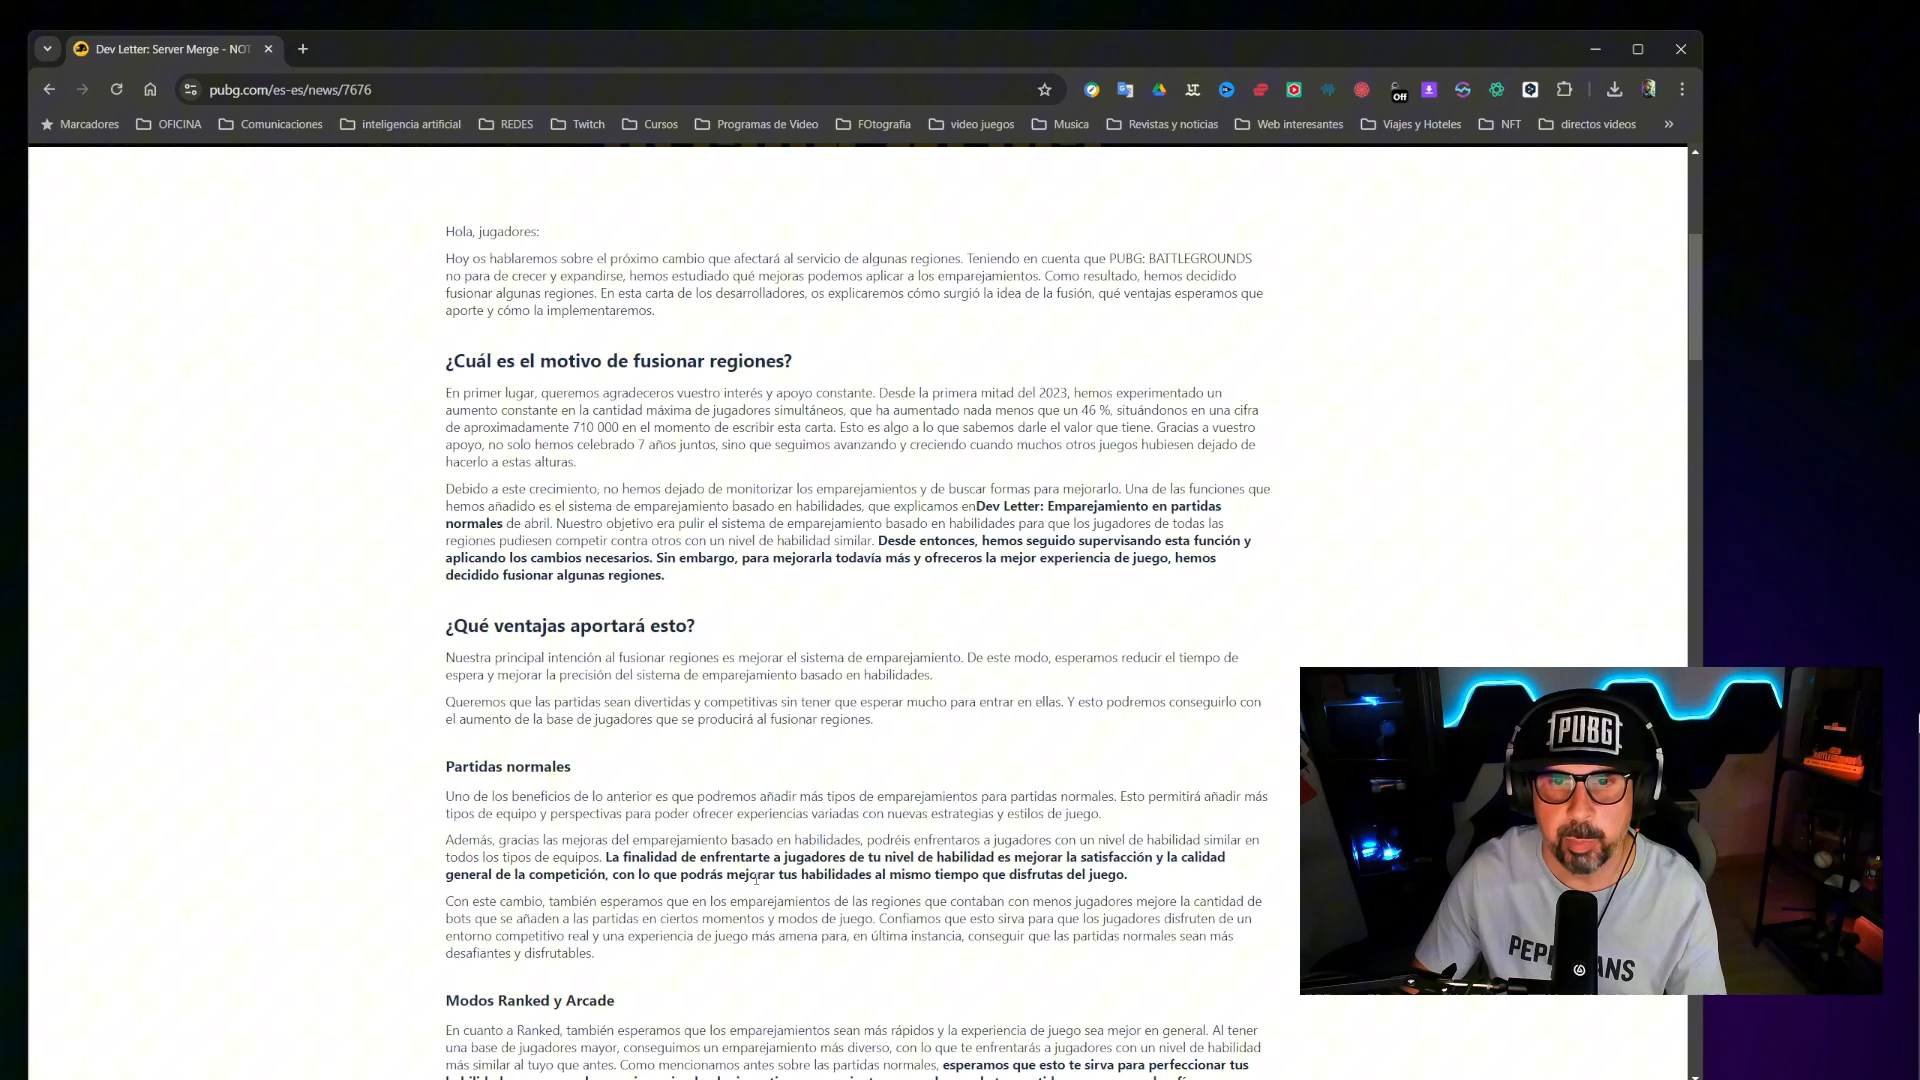 Dev Letter: Server Merge - NOT
pubg.com/es-es/news/7676
Off
Marcadores
OFICINA
Comunicaciones
inteligencia artificial
REDES
Twitch
Cursos
Programas de Video
FOtografia
video juegos
Musica
Revistas y noticias
Web interesantes
Viajes y Hoteles
NFT
directos videos
Hola, jugadores:
Hoy os hablaremos sobre el próximo cambio que afectará al servicio de algunas regiones. Teniendo en cuenta que PUBG: BATTLEGROUNDS
no para de crecer y expandirse, hemos estudiado qué mejoras podemos aplicar a los emparejamientos. Como resultado, hemos decidido
fusionar algunas regiones. En esta carta de los desarrolladores, os explicaremos cómo surgió la idea de la fusión, qué ventajas esperamos que
aporte y cómo la implementaremos.
¿Cuál es el motivo de fusionar regiones?
En primer lugar, queremos agradeceros vuestro interés y apoyo constante. Desde la primera mitad del 2023, hemos experimentado un
aumento constante en la cantidad máxima de jugadores simultáneos, que ha aumentado nada menos que un 46 %, situándonos en una cifra
de aproximadamente 710 000 en el momento de escribir esta carta. Esto es algo a lo que sabemos darle el valor que tiene. Gracias a vuestro
apoyo, no solo hemos celebrado 7 años juntos, sino que seguimos avanzando y creciendo cuando muchos otros juegos hubiesen dejado de
hacerlo a estas alturas.
Debido a este crecimiento, no hemos dejado de monitorizar los emparejamientos y de buscar formas para mejorarlo. Una de las funciones que
hemos añadido es el sistema de emparejamiento basado en habilidades, que explicamos enDev Letter: Emparejamiento en partidas
normales de abril. Nuestro objetivo era pulir el sistema de emparejamiento basado en habilidades para que los jugadores de todas las
regiones pudiesen competir contra otros con un nivel de habilidad similar. Desde entonces, hemos seguido supervisando esta función y
aplicando los cambios necesarios. Sin embargo, para mejorarla todavía más y ofreceros la mejor experiencia de juego, hemos
decidido fusionar algunas regiones.
¿Qué ventajas aportará esto?
Nuestra principal intención al fusionar regiones es mejorar el sistema de emparejamiento. De este modo, esperamos reducir el tiempo de
espera y mejorar la precisión del sistema de emparejamiento basado en habilidades.
Queremos que las partidas sean divertidas y competitivas sin tener que esperar mucho para entrar en ellas. Y esto podremos conseguirlo con
el aumento de la base de jugadores que se producirá al fusionar regiones.
Partidas normales
Uno de los beneficios de lo anterior es que podremos añadir más tipos de emparejamientos para partidas normales. Esto permitirá añadir más
tipos de equipo y perspectivas para poder ofrecer experiencias variadas con nuevas estrategias y estilos de juego.
Además, gracias las mejoras del emparejamiento basado en habilidades, podréis enfrentaros a jugadores con un nivel de habilidad similar en
todos los tipos de equipos. La finalidad de enfrentarte a jugadores de tu nivel de habilidad es mejorar la satisfacción y la calidad
general de la competición, con lo que podrás mejorar tus habilidades al mismo tiempo que disfrutas del juego.
Con este cambio, también esperamos que en los emparejamientos de las regiones que contaban con menos jugadores mejore la cantidad de
bots que se añaden a las partidas en ciertos momentos y modos de juego. Confiamos que esto sirva para que los jugadores disfruten de un
entorno competitivo real y una experiencia de juego más amena para, en última instancia, conseguir que las partidas normales sean más
desafiantes y disfrutables.
Modos Ranked y Arcade
En cuanto a Ranked, también esperamos que los emparejamientos sean más rápidos y la experiencia de juego sea mejor en general. Al tener
una base de jugadores mayor, conseguimos un emparejamiento más diverso, con lo que te enfrentarás a jugadores con un nivel de habilidad
más similar al tuyo que antes. Como mencionamos antes sobre las partidas normales, esperamos que esto te sirva para perfeccionar tus
PUBG